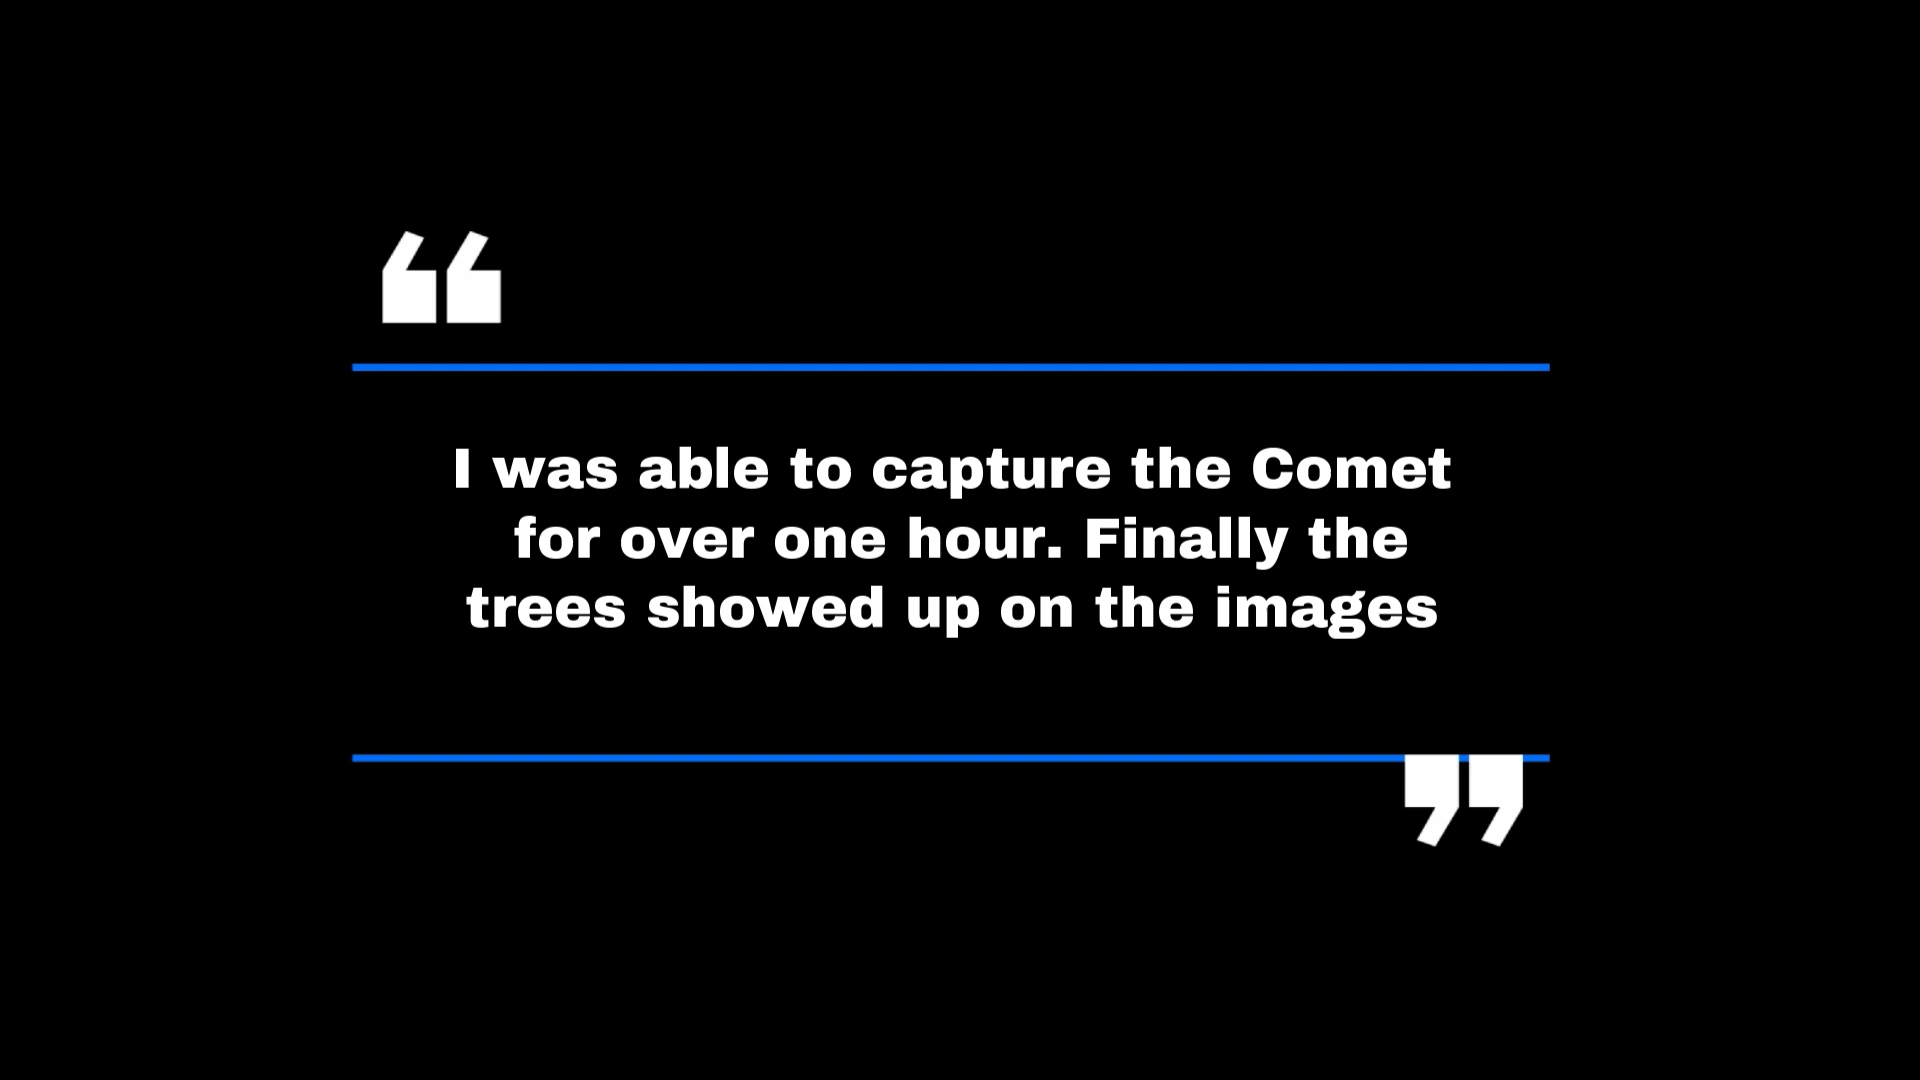 “
I was able to capture the Comet
for over one hour. Finally the
trees showed up on the images
”